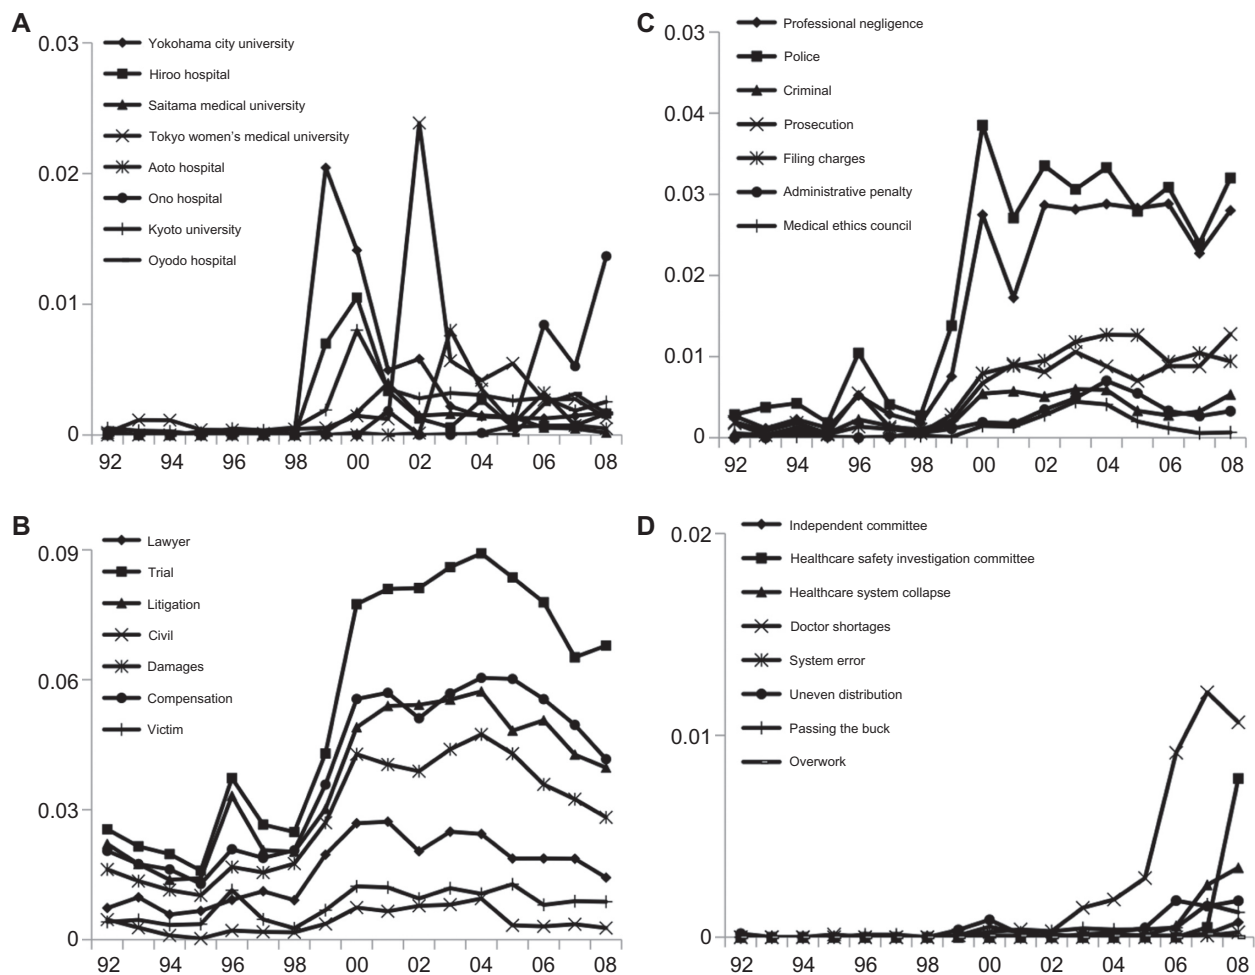 A
0.03
0.02
0.01
0
Yokohama city university
Hiroo hospital
Saitama medical university
Tokyo women's medical university
Aoto hospital
Ono hospital
Kyoto university
Oyodo hospital
92 94 96 98 00 02 04 06 08
C
0.03
0.04
0.03
0.02
0.01
0
Professional negligence
Police
Criminal
Prosecution
Filing charges
Administrative penalty
Medical ethics council
92 94 96 98 00 02 04 06 08
B
0.09
0.06
0.03
0
Lawyer
Trial
Litigation
Civil
Damages
Compensation
Victim
92 94 96 98 00 02 04 06 08
D
0.02
0.01
0
Independent committee
Healthcare safety investigation committee
Healthcare system collapse
Doctor shortages
System error
Uneven distribution
Passing the buck
Overwork
92 94 96 98 00 02 04 06 08